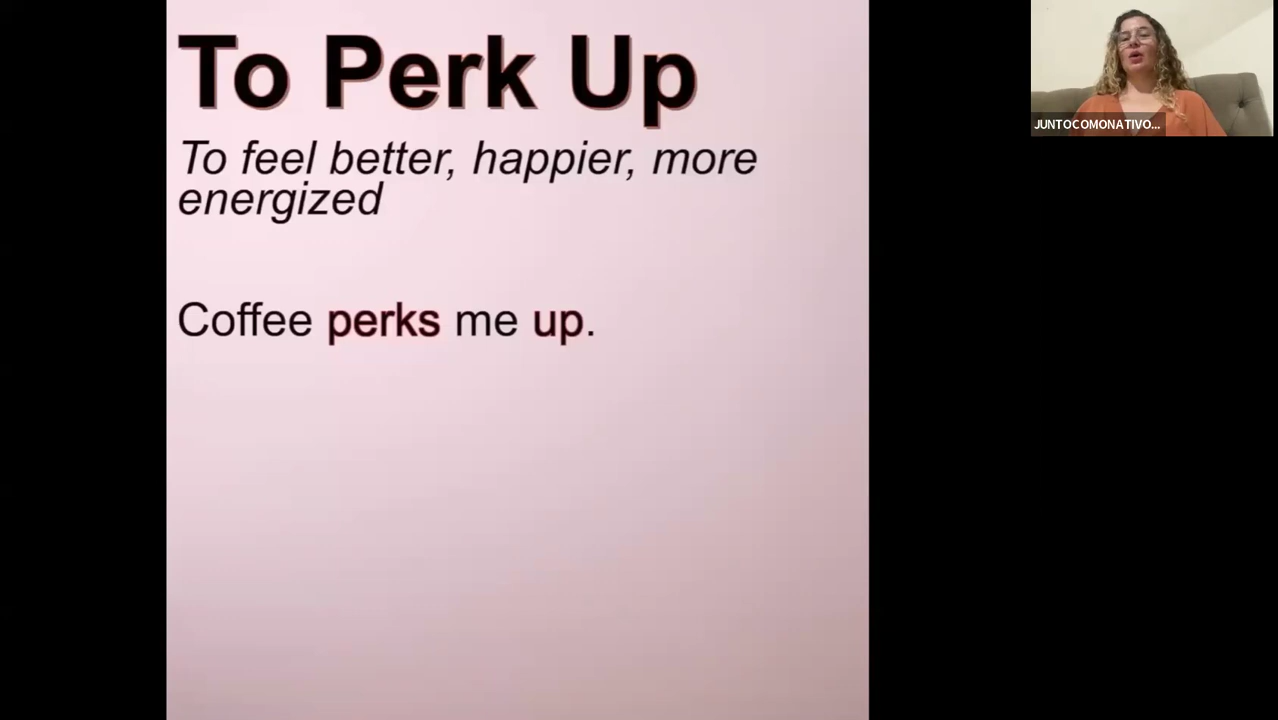 To Perk Up
To feel better, happier, more
energized
Coffee perks me up.
JUNTOCOMONATIVO...